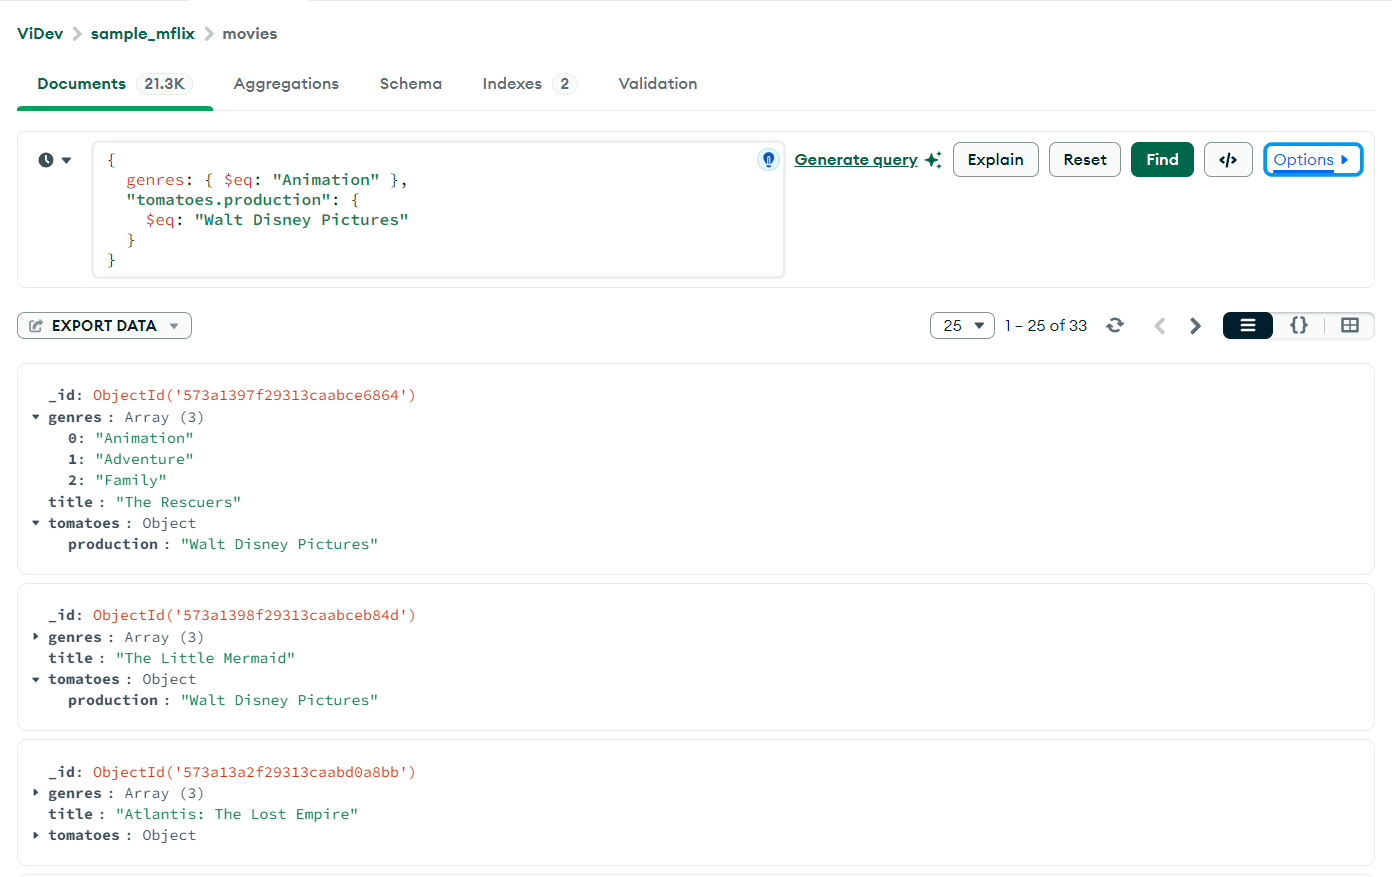 ViDev > sample_mflix > movies
Documents 21.3K Aggregations Schema Indexes 2 Validation
{
genres: { $eq: "Animation" },
"tomatoes.production": {
$eq: "Walt Disney Pictures"
}
}
Generate query Explain Reset Find </> Options
EXPORT DATA 25 1 – 25 of 33 {}
_id: ObjectId('573a1397f29313caabce6864')
genres : Array (3)
0: "Animation"
1: "Adventure"
2: "Family"
title : "The Rescuers"
tomatoes : Object
production : "Walt Disney Pictures"
_id: ObjectId('573a1398f29313caabceb84d')
genres : Array (3)
title : "The Little Mermaid"
tomatoes : Object
production : "Walt Disney Pictures"
_id: ObjectId('573a13a2f29313caabd0a8bb')
genres : Array (3)
title : "Atlantis: The Lost Empire"
tomatoes : Object